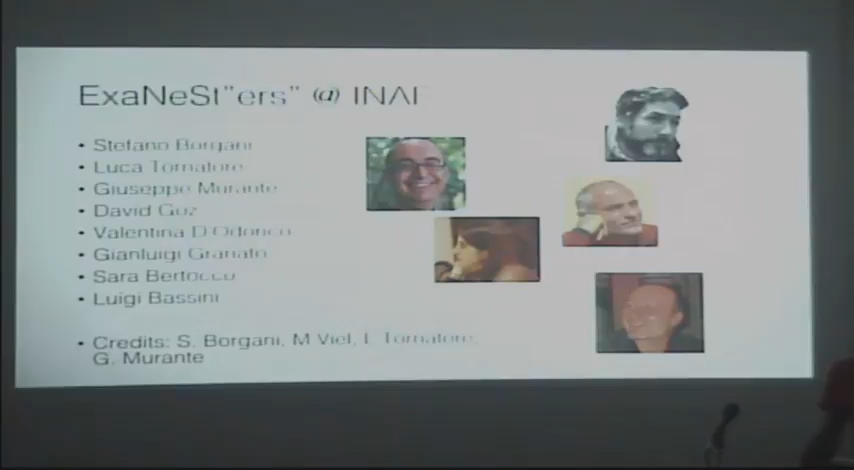 ExaNeSt"ers" @ INAF
• Stefano Borgani
• Luca Tornatore
• Giuseppe Murante
• David Goz
• Valentina D'Odorico
• Gianluigi Granato
• Sara Bertocco
• Luigi Bassini
• Credits: S. Borgani, M Viel, L Tornatore,
G. Murante